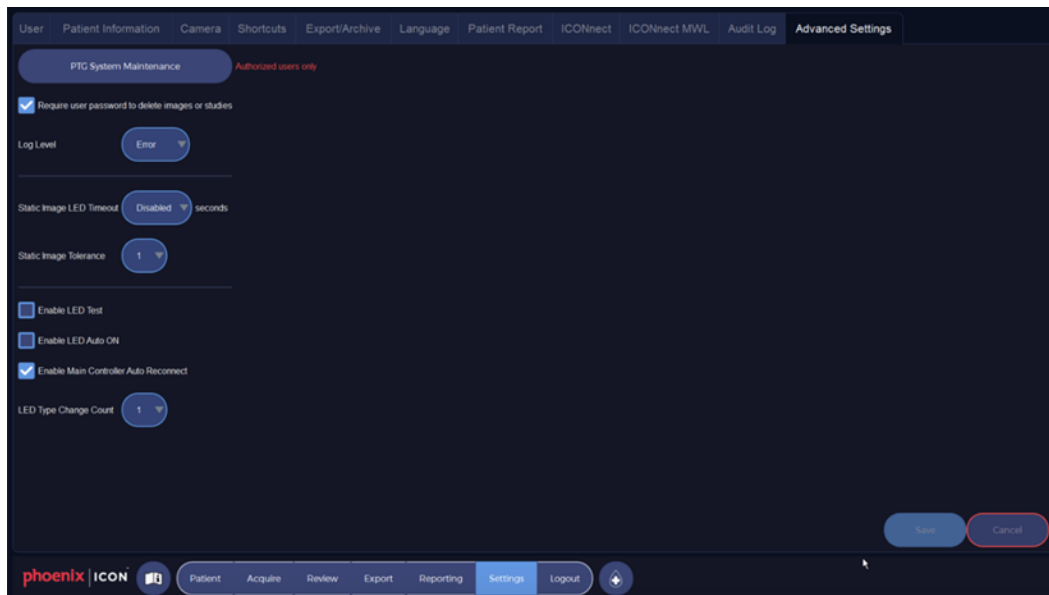 User Patient Information Camera Shortcuts Export/Archive Language Patient Report ICONnect ICONnect MWL Audit Log Advanced Settings
PTG System Maintenance Authorized users only
Require user password to delete images or studies
Log Level Error
Static Image LED Timeout Disabled seconds
Static Image Tolerance 1
Enable LED Test
Enable LED Auto ON
Enable Main Controller Auto Reconnect
LED Type Change Count 1
Save Cancel
phoenix | ICON Patient Acquire Review Export Reporting Settings Logout